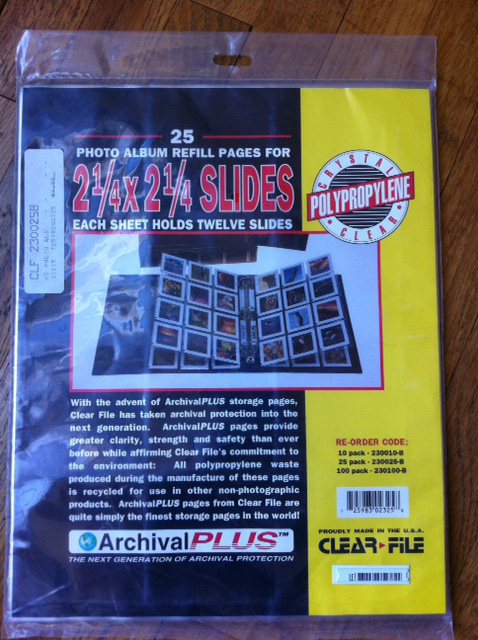 25
PHOTO ALBUM REFILL PAGES FOR
2¼ x 2¼ SLIDES
EACH SHEET HOLDS TWELVE SLIDES
CRYSTAL
POLYPROPYLENE
CLEAR
CLF 230025B
With the advent of ArchivalPLUS storage pages,
Clear File has taken archival protection into the
next generation. ArchivalPLUS pages provide
greater clarity, strength and safety than ever
before while affirming Clear File's commitment to
the environment: All polypropylene waste
produced during the manufacture of these pages
is recycled for use in other non-photographic
products. ArchivalPLUS pages from Clear File are
quite simply the finest storage pages in the world!
ArchivalPLUS™
THE NEXT GENERATION OF ARCHIVAL PROTECTION
RE-ORDER CODE:
10 pack - 230010-B
25 pack - 230025-B
100 pack - 230100-B
25983 02325
PROUDLY MADE IN THE U.S.A.
CLEAR FILE